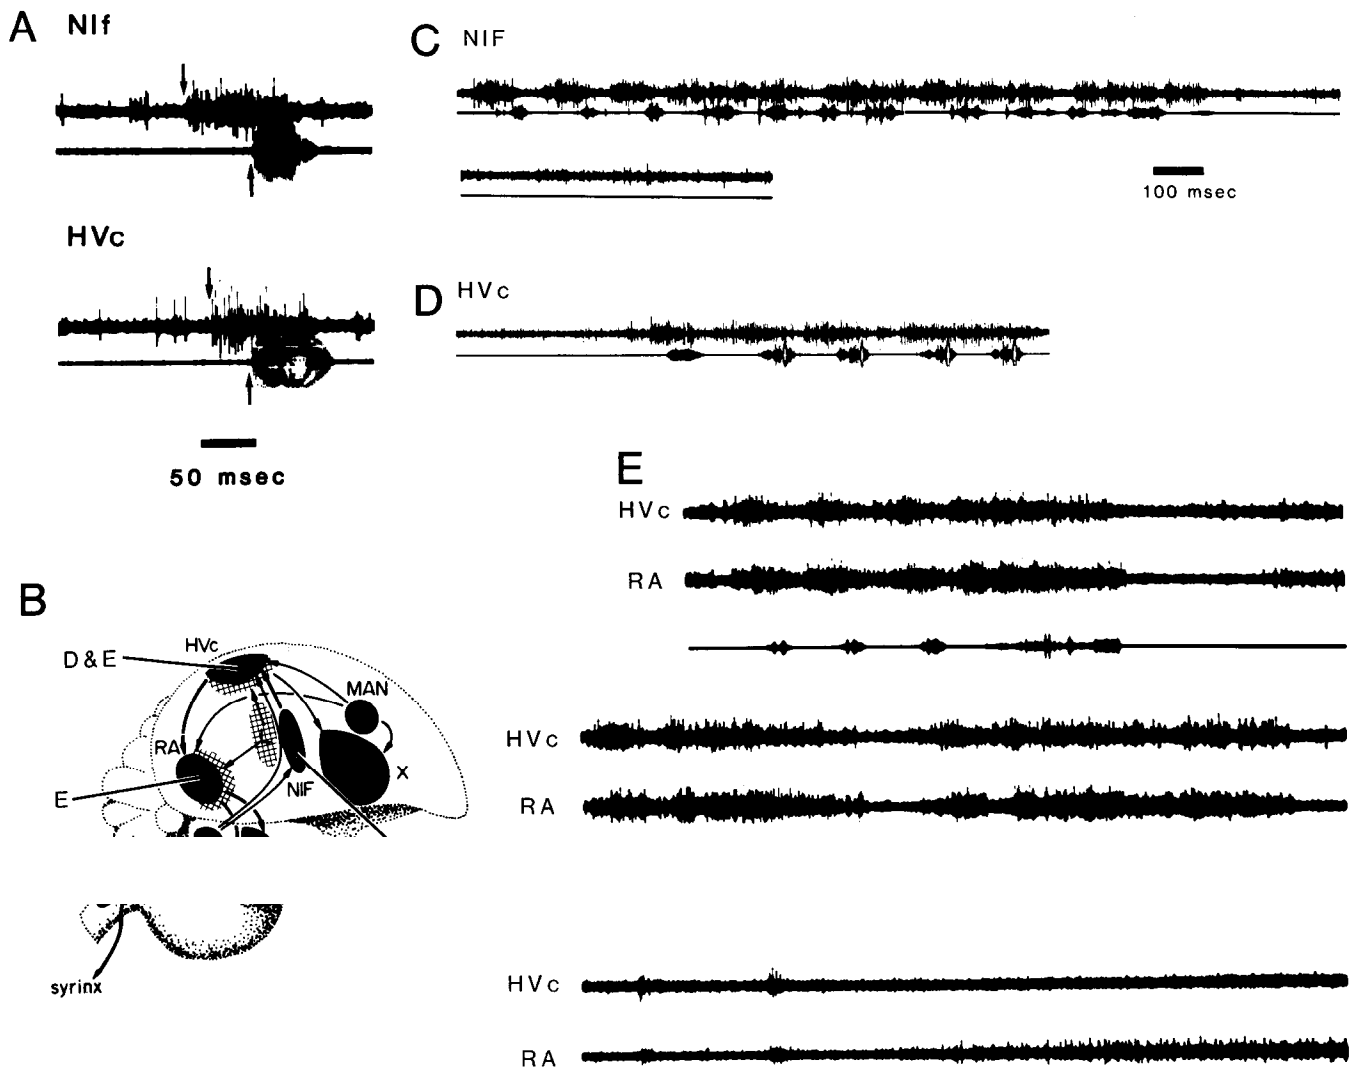 A
NIf
HVc
50 msec
B
HVc
D & E
MAN
RA
X
NIF
E
syrinx
C
NIF
100 msec
D
HVc
E
HVc
RA
HVc
RA
HVc
RA